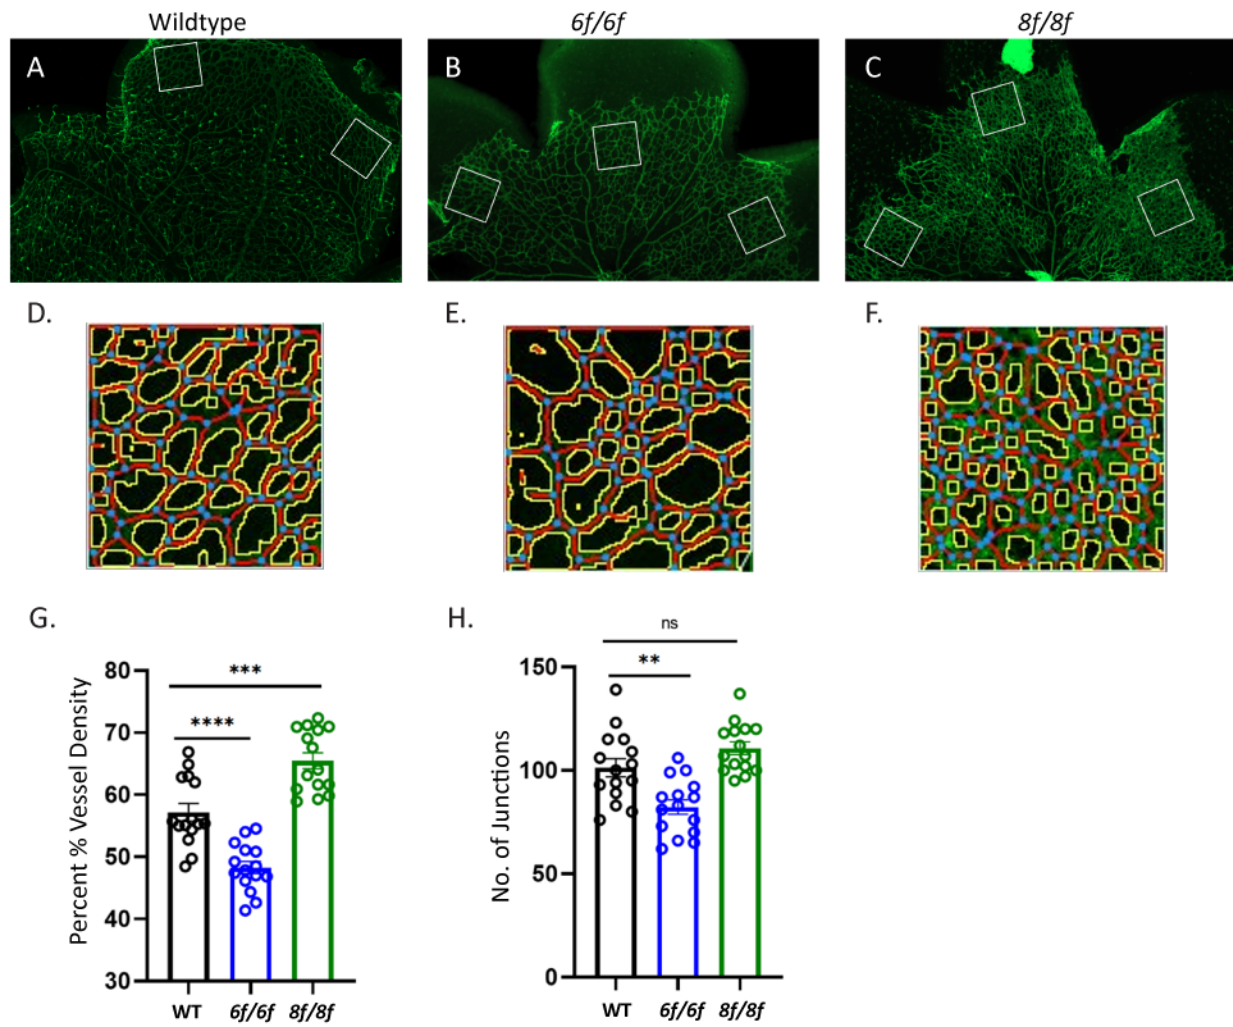 Wildtype 6f/6f 8f/8f
A B C
D. E. F.
G. H.
Percent % Vessel Density
80
70
60
50
40
30
***
****
WT 6f/6f 8f/8f
No. of Junctions
150
100
50
0
ns
**
WT 6f/6f 8f/8f